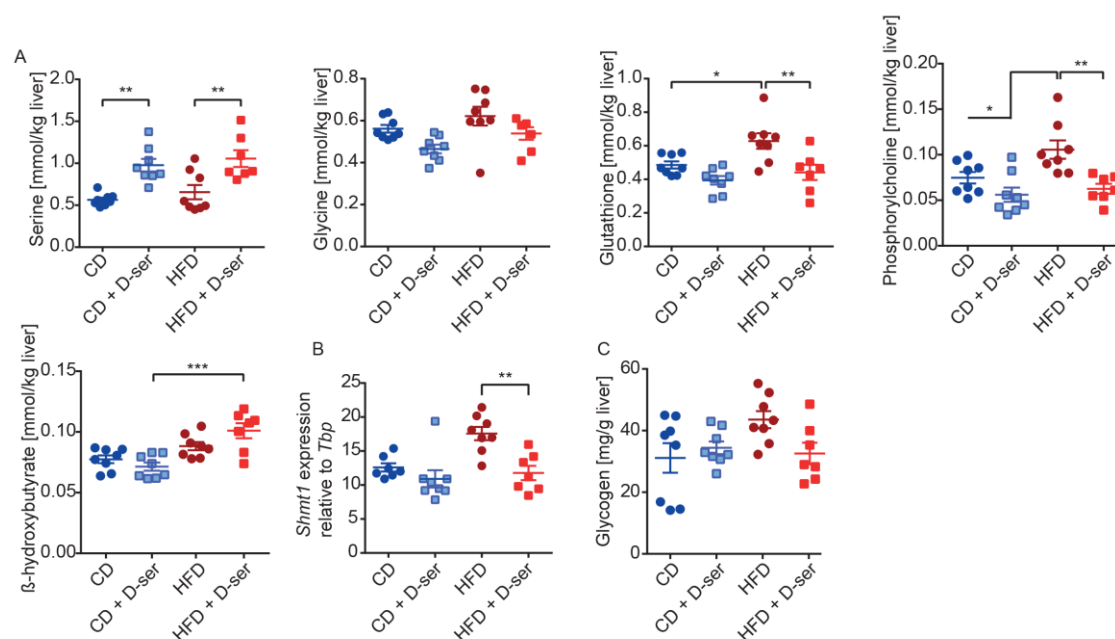 A
Serine [mmol/kg liver]
2.0
1.5
1.0
0.5
0.0
**
**
CD
CD + D-ser
HFD
HFD + D-ser
Glycine [mmol/kg liver]
0.8
0.6
0.4
0.2
0.0
CD
CD + D-ser
HFD
HFD + D-ser
Glutathione [mmol/kg liver]
1.0
0.8
0.6
0.4
0.2
0.0
*
**
CD
CD + D-ser
HFD
HFD + D-ser
Phosphorylcholine [mmol/kg liver]
0.20
0.15
0.10
0.05
0.00
*
**
CD
CD + D-ser
HFD
HFD + D-ser
ß-hydroxybutyrate [mmol/kg liver]
0.15
0.10
0.05
0.00
***
CD
CD + D-ser
HFD
HFD + D-ser
B
Shmt1 expression
relative to Tbp
25
20
15
10
5
0
**
CD
CD + D-ser
HFD
HFD + D-ser
C
Glycogen [mg/g liver]
60
40
20
0
CD
CD + D-ser
HFD
HFD + D-ser